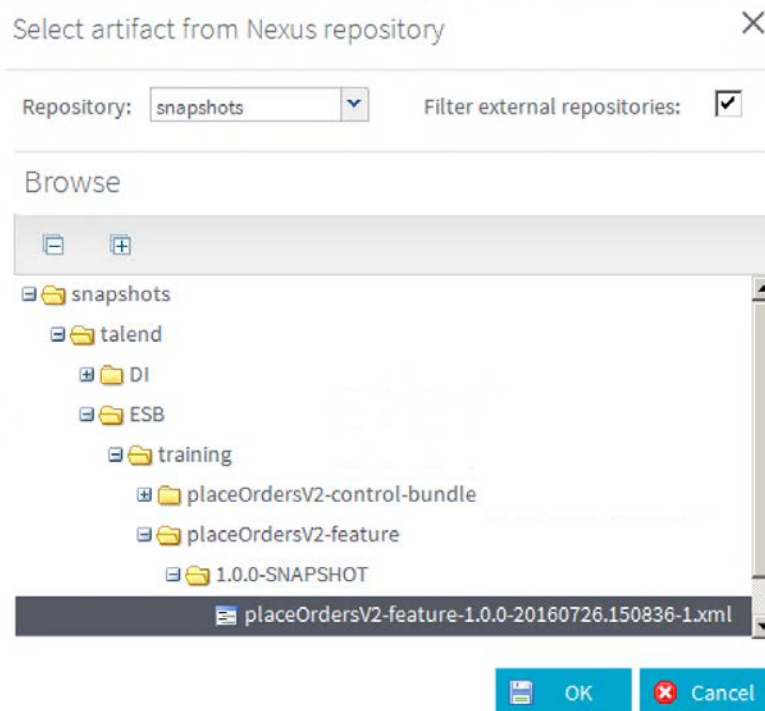 Select artifact from Nexus repository
Repository: snapshots Filter external repositories:
Browse
snapshots
talend
DI
ESB
training
placeOrdersV2-control-bundle
placeOrdersV2-feature
1.0.0-SNAPSHOT
placeOrdersV2-feature-1.0.0-20160726.150836-1.xml
OK Cancel